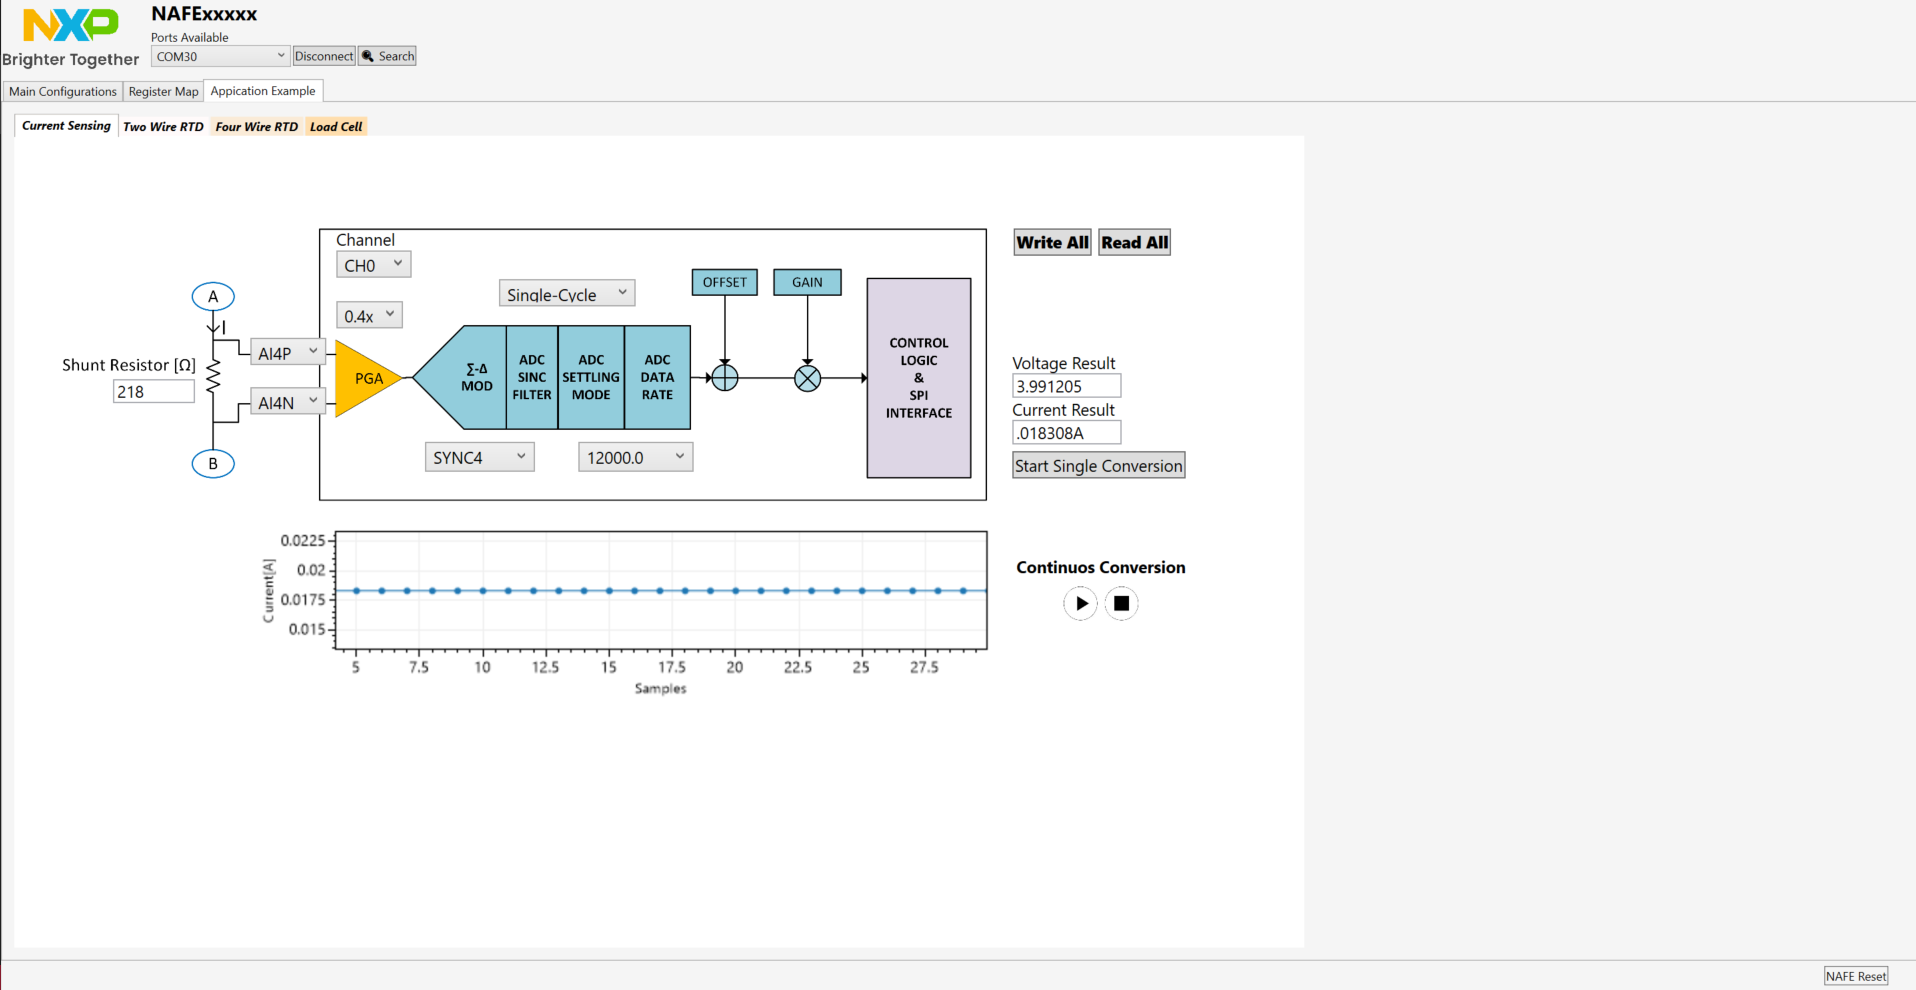 NXP
NAFExxxxx
Ports Available
Brighter Together
COM30
Disconnect
Search
Main Configurations
Register Map
Appication Example
Current Sensing
Two Wire RTD
Four Wire RTD
Load Cell
Channel
CH0
Write All
Read All
0.4x
Single-Cycle
OFFSET
GAIN
A
I
Shunt Resistor [Ω]
218
AI4P
AI4N
B
PGA
Σ-Δ
MOD
ADC
SINC
FILTER
ADC
SETTLING
MODE
ADC
DATA
RATE
SYNC4
12000.0
CONTROL
LOGIC
&
SPI
INTERFACE
Voltage Result
3.991205
Current Result
.018308A
Start Single Conversion
Current[A]
0.0225
0.02
0.0175
0.015
5
7.5
10
12.5
15
17.5
20
22.5
25
27.5
Samples
Continuos Conversion
NAFE Reset